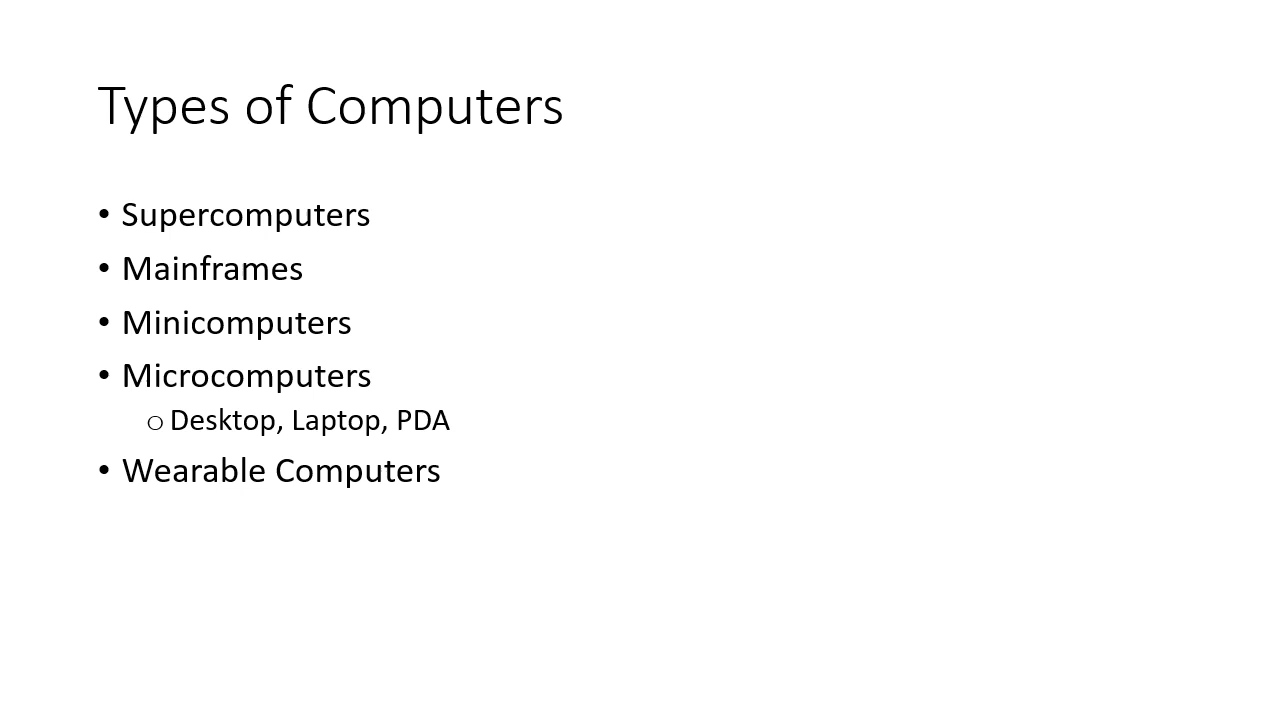 Types of Computers
• Supercomputers
• Mainframes
• Minicomputers
• Microcomputers
o Desktop, Laptop, PDA
• Wearable Computers